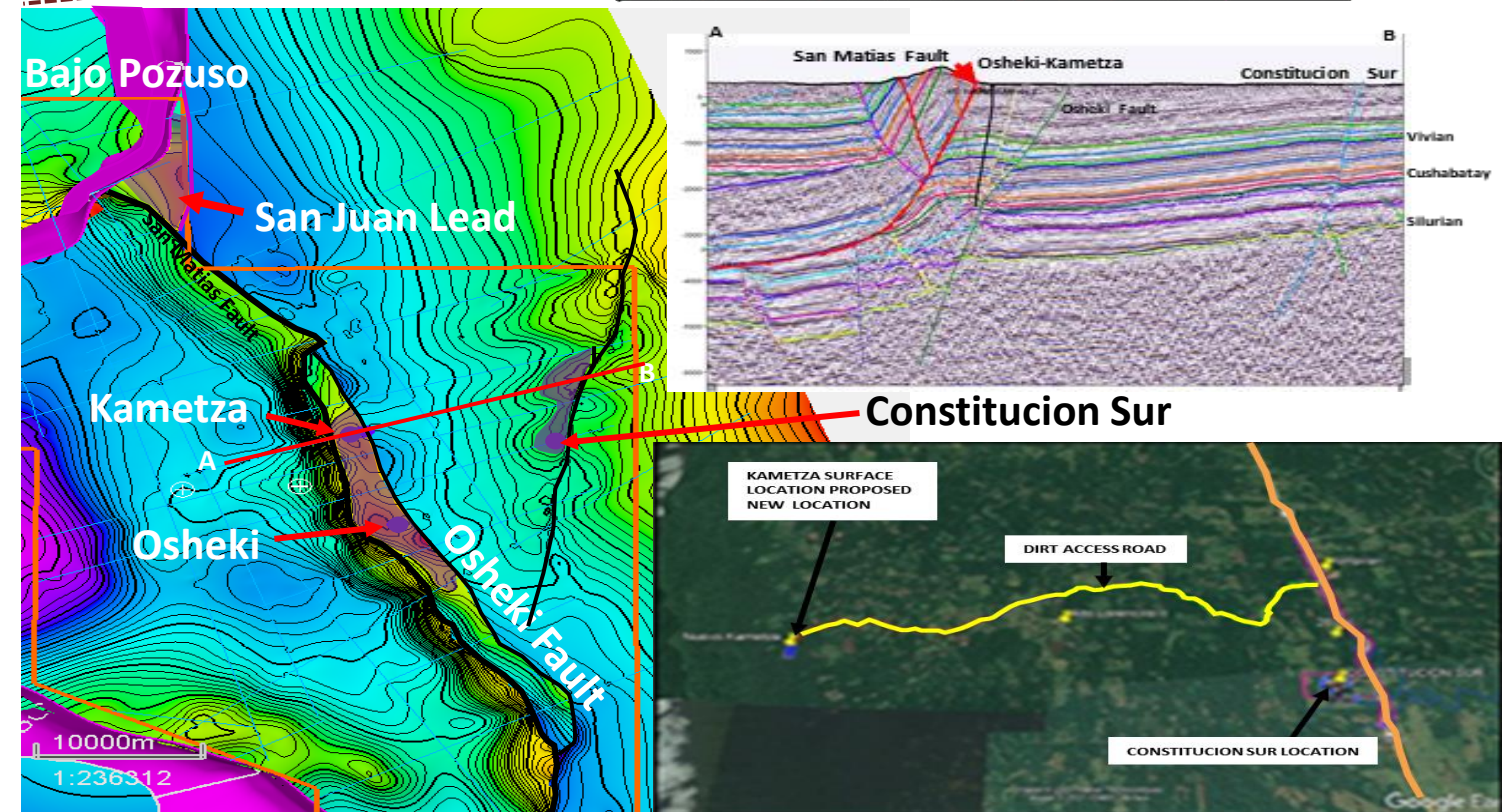 Bajo Pozuso
San Juan Lead
San Matias Fault
Kametza
A
B
Osheki
Osheki Fault
Constitucion Sur
10000m
1:236312
A
B
San Matias Fault
Osheki-Kametza
Constitucion Sur
Osheki Fault
Vivian
Cushabatay
Silurian
KAMETZA SURFACE
LOCATION PROPOSED
NEW LOCATION
DIRT ACCESS ROAD
Nuevo Kametza
CONSTITUCION SUR LOCATION